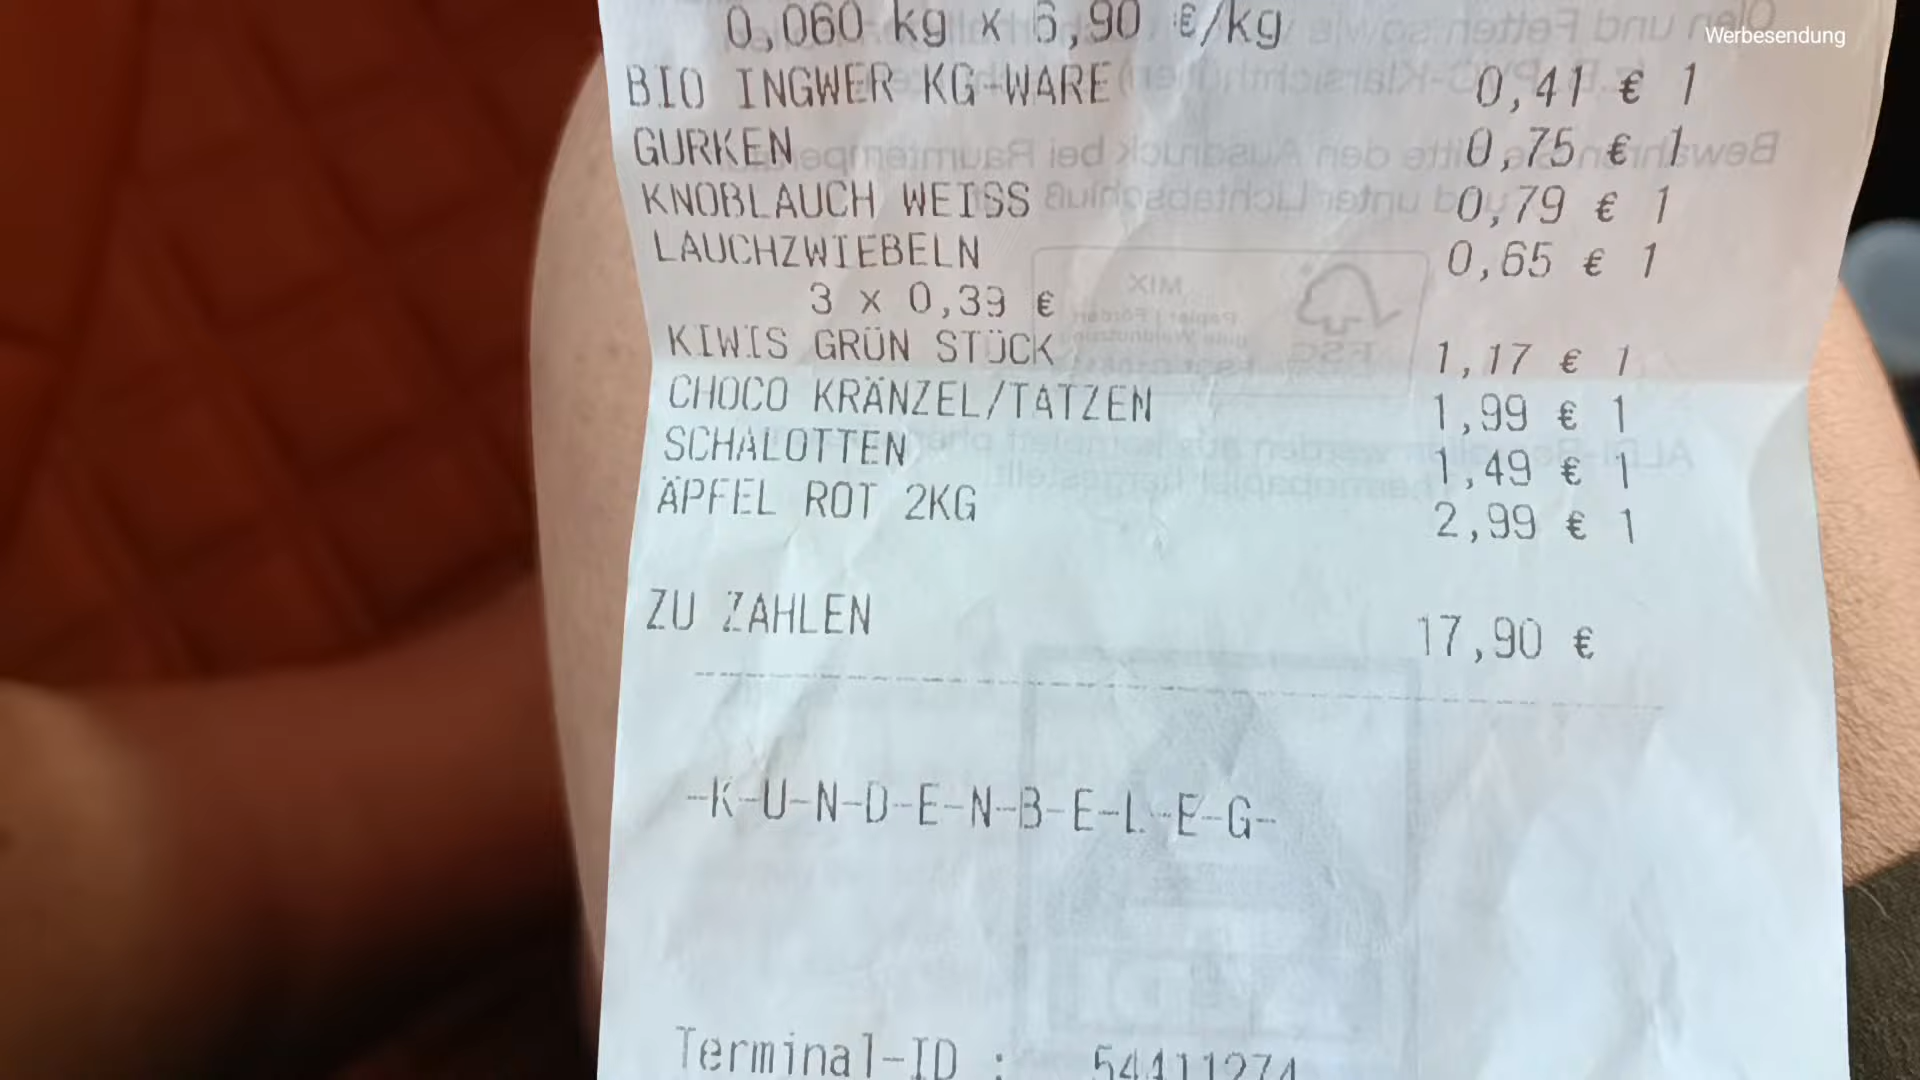 Werbesendung
0,060 kg x 6,90 €/kg
BIO INGWER KG-WARE 0,41 € 1
GURKEN 0,75 € 1
KNOBLAUCH WEISS 0,79 € 1
LAUCHZWIEBELN 0,65 € 1
3 x 0,39 €
KIWIS GRÜN STÜCK 1,17 € 1
CHOCO KRÄNZEL/TATZEN 1,99 € 1
SCHALOTTEN 1,49 € 1
ÄPFEL ROT 2KG 2,99 € 1
ZU ZAHLEN 17,90 €
-K-U-N-D-E-N-B-E-L-E-G-
Terminal-ID : 54411274